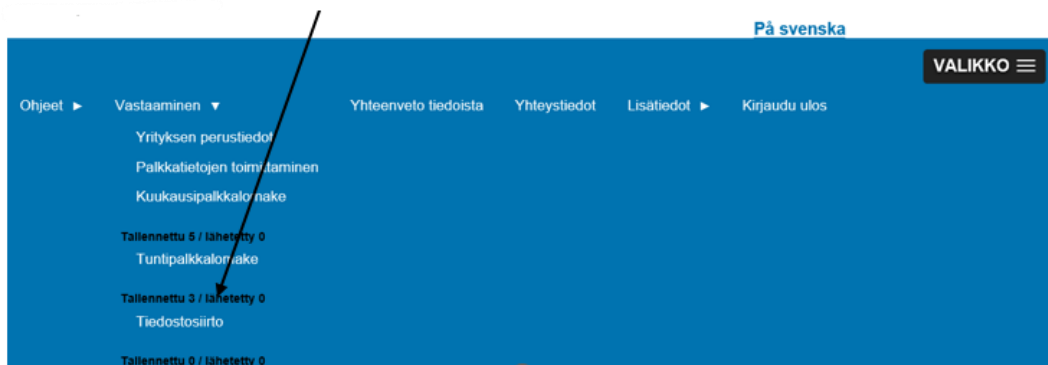 På svenska
VALIKKO
Ohjeet ► Vastaaminen ▼ Yhteenveto tiedoista Yhteystiedot Lisätiedot ► Kirjaudu ulos
Yrityksen perustiedot
Palkkatietojen toimittaminen
Kuukausipalkkalomake
Tallennettu 5 / lähetetty 0
Tuntipalkkalomake
Tallennettu 3 / lähetetty 0
Tiedostosiirto
Tallennettu 0 / lähetetty 0